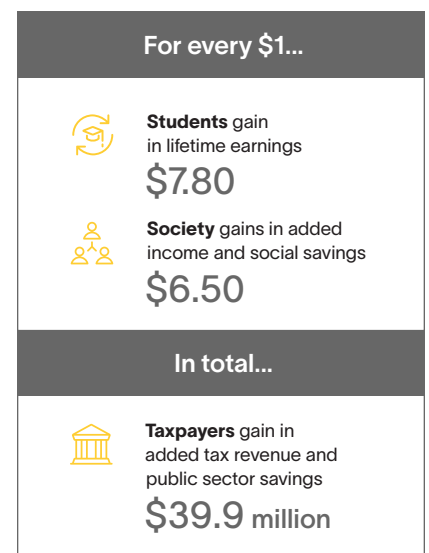 For every $1...
Students gain
in lifetime earnings
$7.80
Society gains in added
income and social savings
$6.50
In total...
Taxpayers gain in
added tax revenue and
public sector savings
$39.9 million